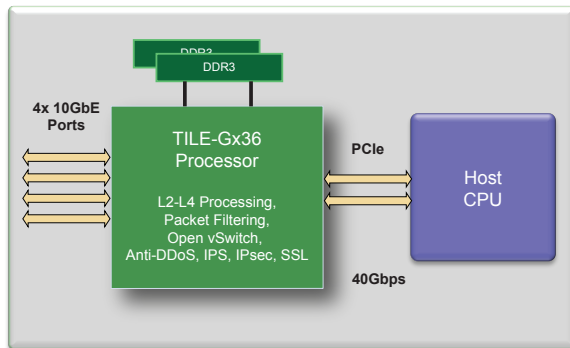 DDR3
DDR3
4x 10GbE
Ports
TILE-Gx36
Processor
L2-L4 Processing,
Packet Filtering,
Open vSwitch,
Anti-DDoS, IPS, IPsec, SSL
PCIe
40Gbps
Host
CPU